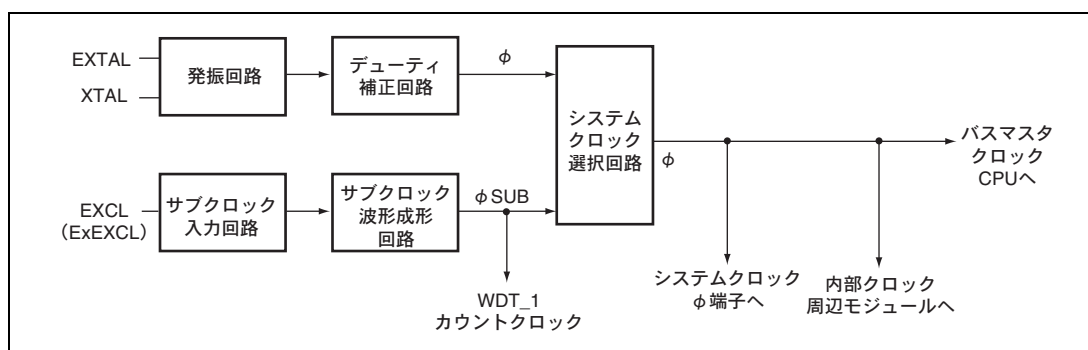 EXTAL
XTAL
発振回路
デューティ
補正回路
φ
システム
クロック
選択回路
φ
バスマスタ
クロック
CPUへ
EXCL
（ExEXCL）
サブクロック
入力回路
サブクロック
波形成形
回路
φSUB
WDT_1
カウントクロック
システムクロック
φ端子へ
内部クロック
周辺モジュールへ